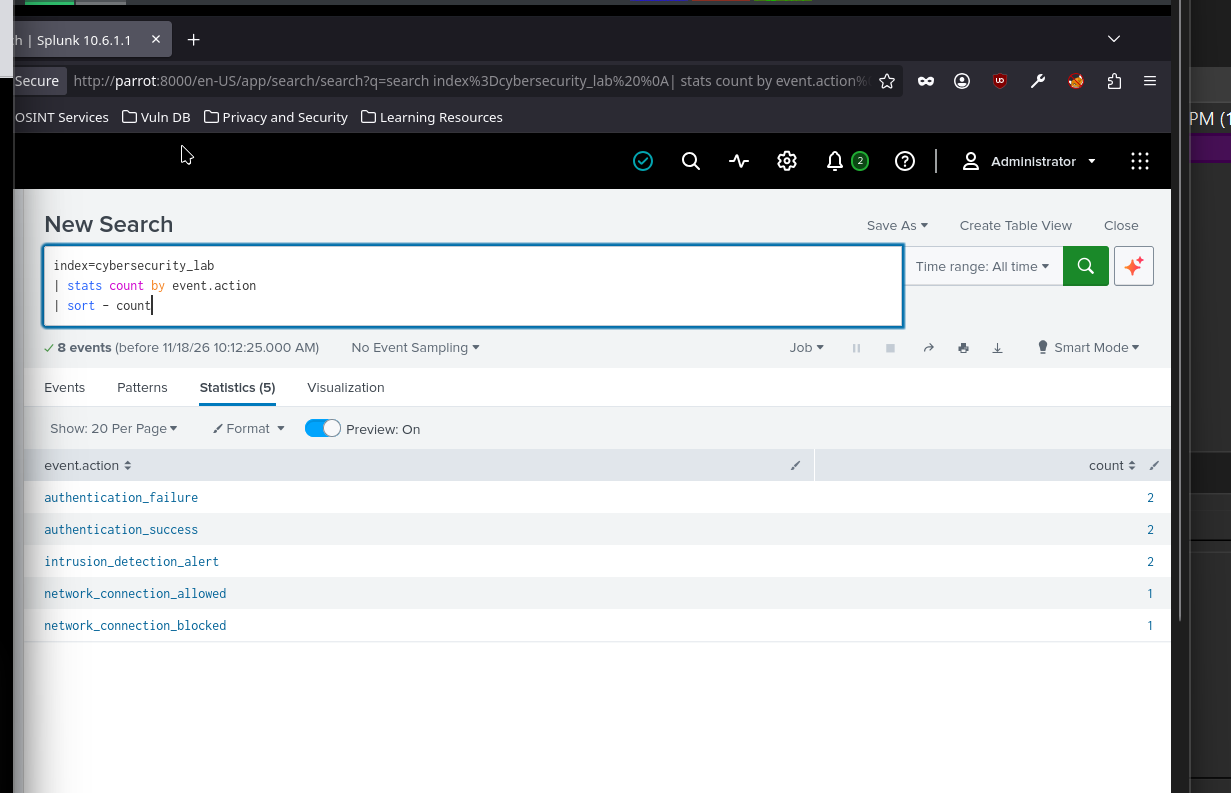 h | Splunk 10.6.1.1
Secure http://parrot:8000/en-US/app/search/search?q=search index%3Dcybersecurity_lab%20%0A| stats count by event.action%
OSINT Services Vuln DB Privacy and Security Learning Resources
PM (1
2 Administrator
New Search
Save As Create Table View Close
index=cybersecurity_lab
| stats count by event.action
| sort - count
Time range: All time
8 events (before 11/18/26 10:12:25.000 AM) No Event Sampling Job Smart Mode
Events Patterns Statistics (5) Visualization
Show: 20 Per Page Format Preview: On
event.action count
authentication_failure 2
authentication_success 2
intrusion_detection_alert 2
network_connection_allowed 1
network_connection_blocked 1